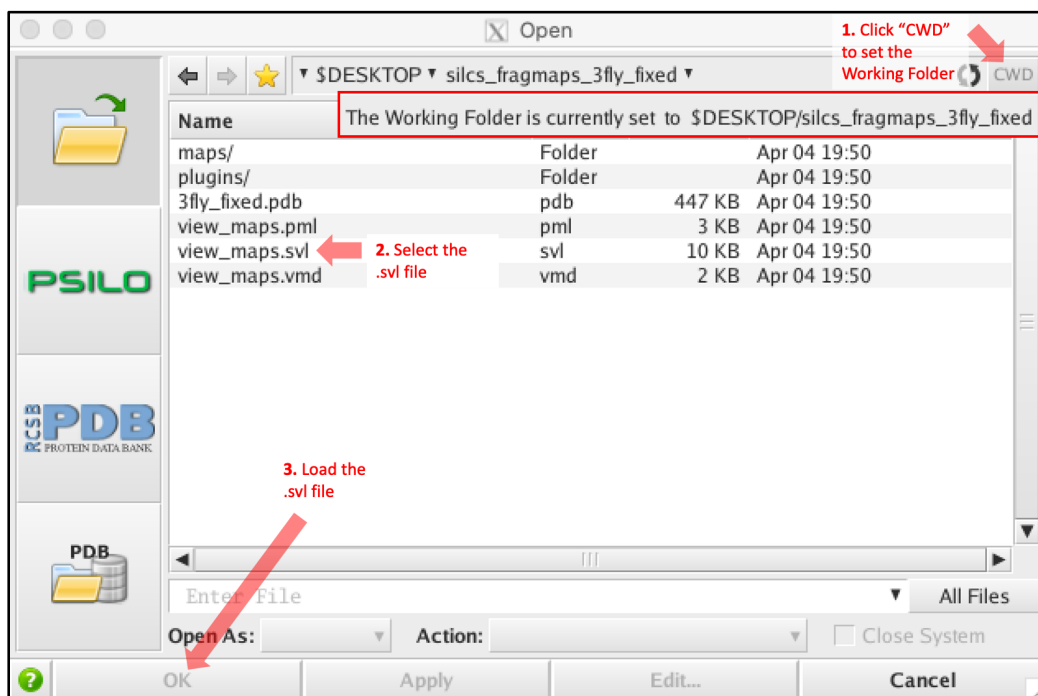 Open
1. Click “CWD”
to set the
Working Folder
$DESKTOP silcs_fragmaps_3fly_fixed
CWD
The Working Folder is currently set to $DESKTOP/silcs_fragmaps_3fly_fixed
Name
maps/ Folder Apr 04 19:50
plugins/ Folder Apr 04 19:50
3fly_fixed.pdb pdb 447 KB Apr 04 19:50
view_maps.pml pml 3 KB Apr 04 19:50
view_maps.svl svl 10 KB Apr 04 19:50
view_maps.vmd vmd 2 KB Apr 04 19:50
2. Select the
.svl file
PSILO
RCSB
PDB
PROTEIN DATA BANK
3. Load the
.svl file
PDB
Enter File
All Files
Open As:
Action:
Close System
?
OK
Apply
Edit...
Cancel